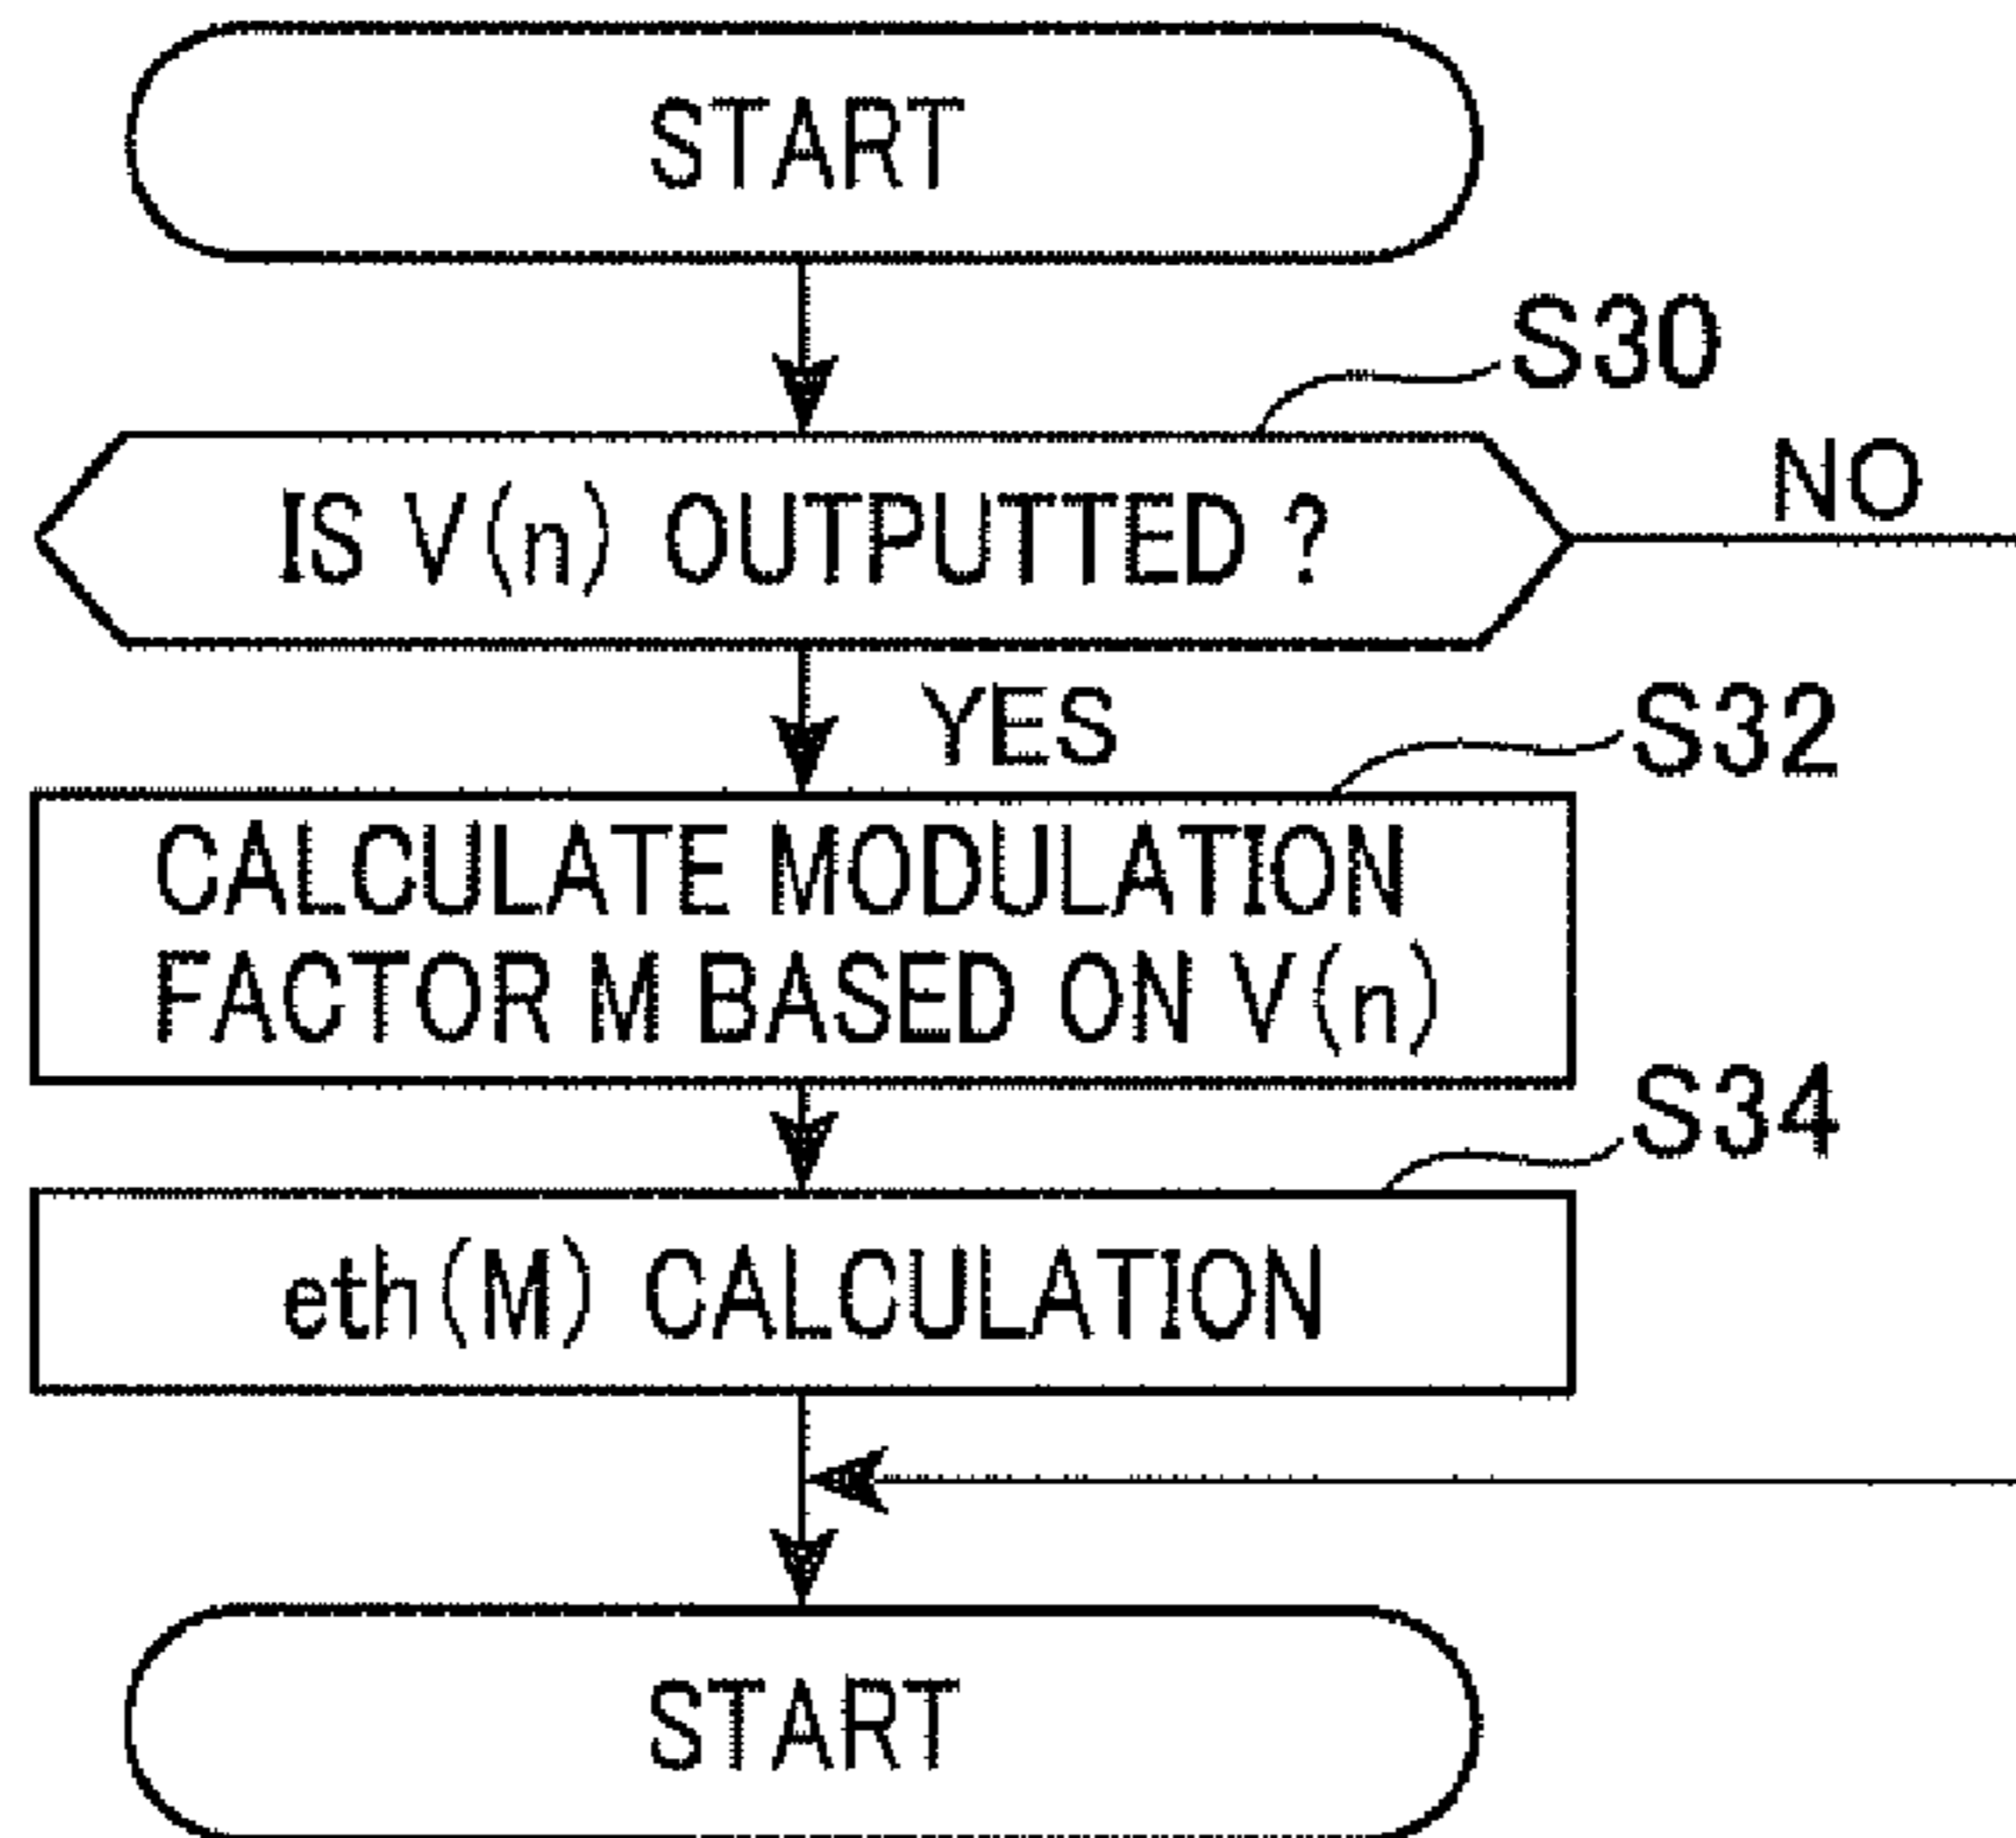 START
S30
IS V(n) OUTPUTTED ?
NO
YES
S32
CALCULATE MODULATION
FACTOR M BASED ON V(n)
S34
eth(M) CALCULATION
START